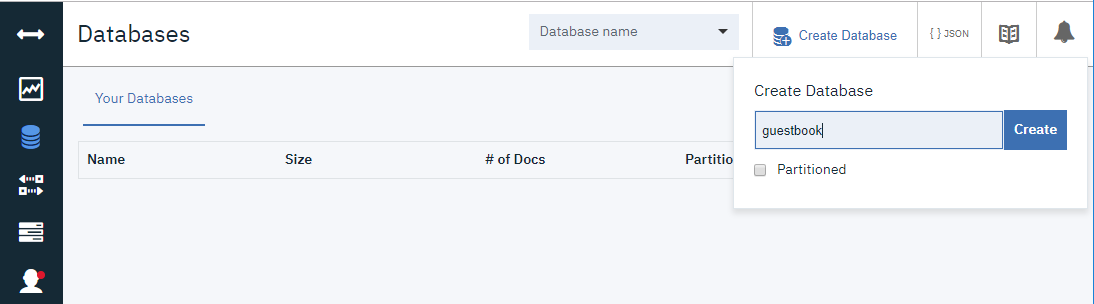 Databases
Database name
Create Database
{ } JSON
Your Databases
Create Database
guestbook
Create
Partitioned
Name Size # of Docs Partitio